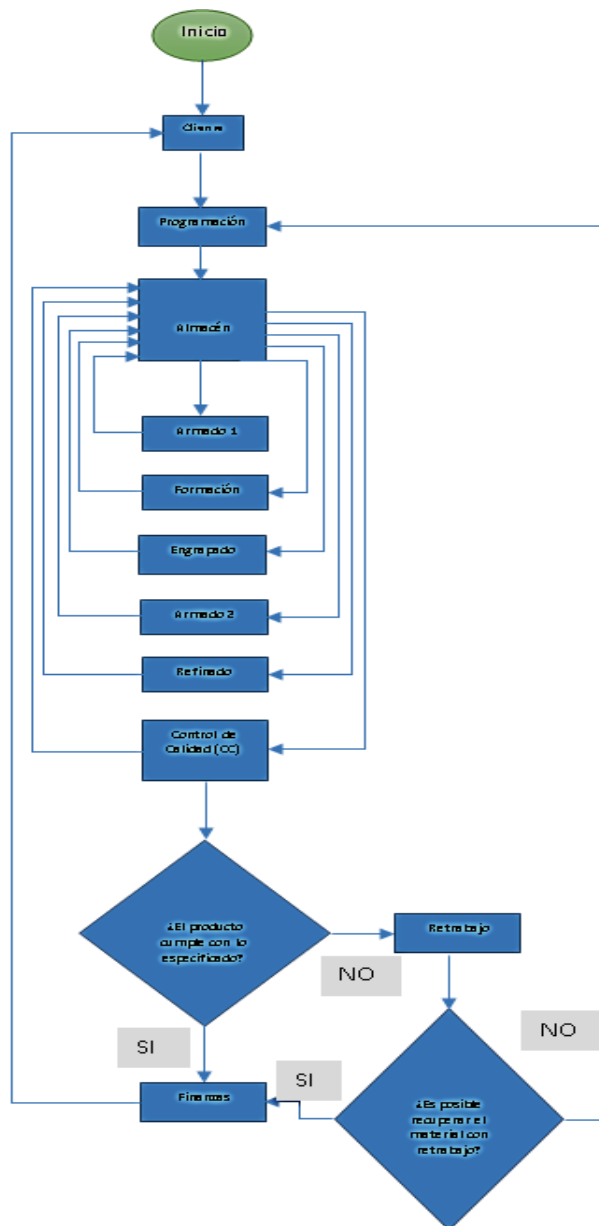 Inicio
Cliente
Programación
Almacén
Armado 1
Formación
Engrapado
Armado 2
Refinado
Control de
Calidad (CC)
¿El producto
cumple con lo
especificado?
Retrabajo
NO
NO
SI
SI
Finanzas
¿Es posible
recuperar el
material con
retrabajo?